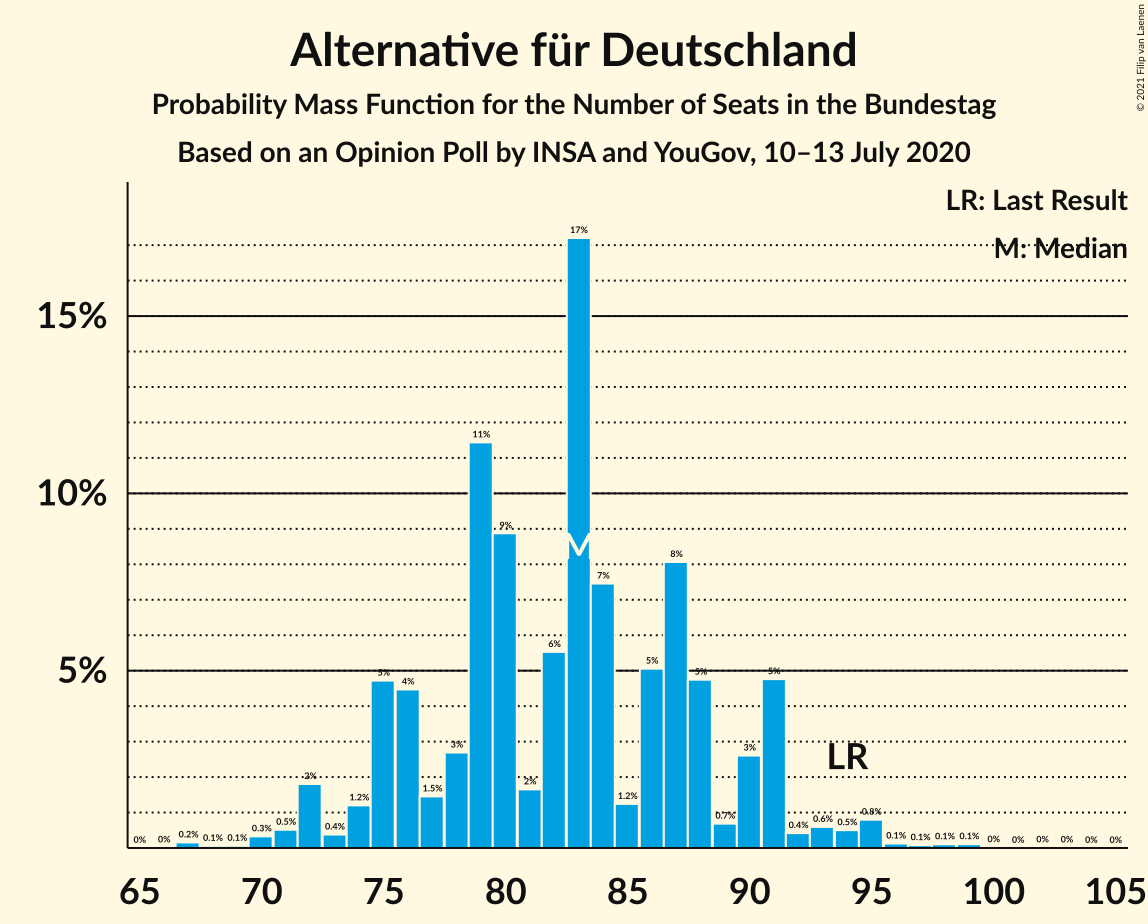 Alternative für Deutschland
Probability Mass Function for the Number of Seats in the Bundestag
Based on an Opinion Poll by INSA and YouGov, 10–13 July 2020
© 2021 Filip van Laenen
LR: Last Result
M: Median
15%
10%
5%
0% 0% 0.2% 0.1% 0.1% 0.3% 0.5% 2% 0.4% 1.2% 5% 4% 1.5% 3% 11% 9% 2% 6% 17% 7% 1.2% 5% 8% 5% 0.7% 3% 5% 0.4% 0.6% 0.5% 0.8% 0.1% 0.1% 0.1% 0.1% 0% 0% 0% 0% 0% 0%
M
LR
65 70 75 80 85 90 95 100 105